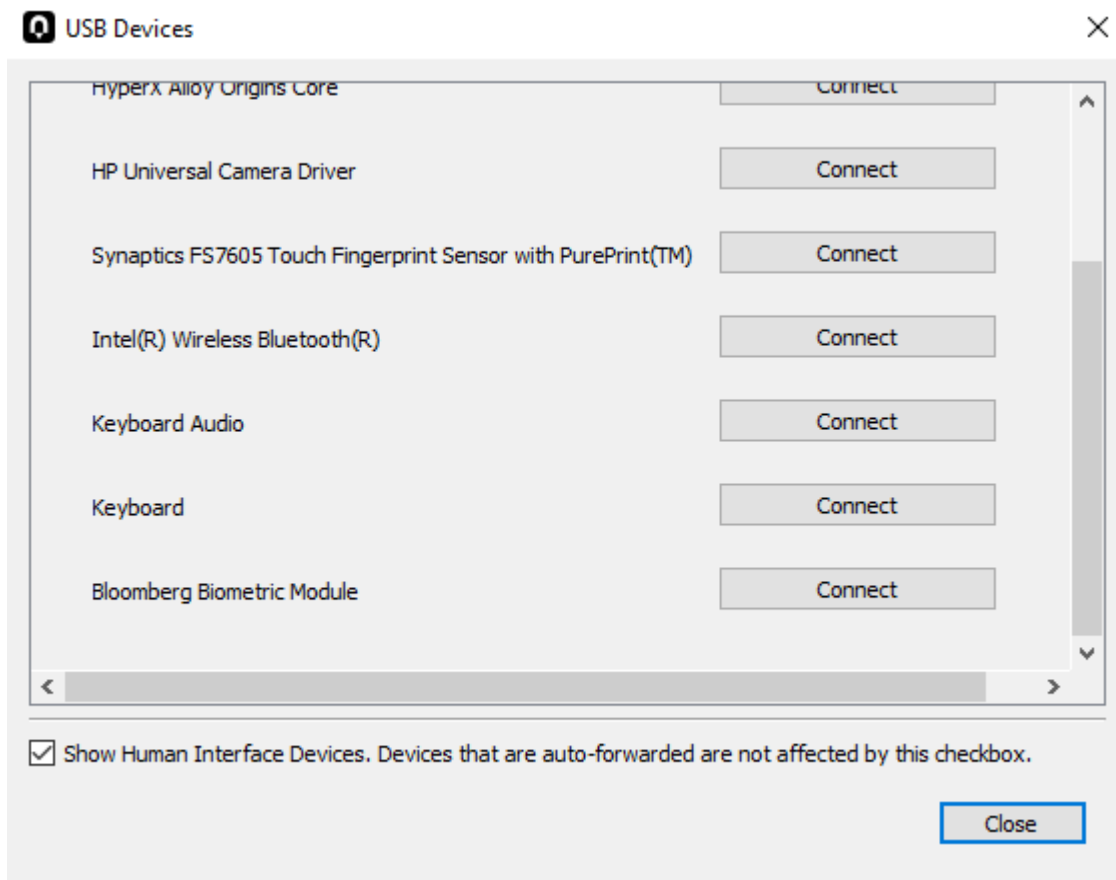 USB Devices
HyperX Alloy Origins Core Connect
HP Universal Camera Driver Connect
Synaptics FS7605 Touch Fingerprint Sensor with PurePrint(TM) Connect
Intel(R) Wireless Bluetooth(R) Connect
Keyboard Audio Connect
Keyboard Connect
Bloomberg Biometric Module Connect
Show Human Interface Devices. Devices that are auto-forwarded are not affected by this checkbox.
Close